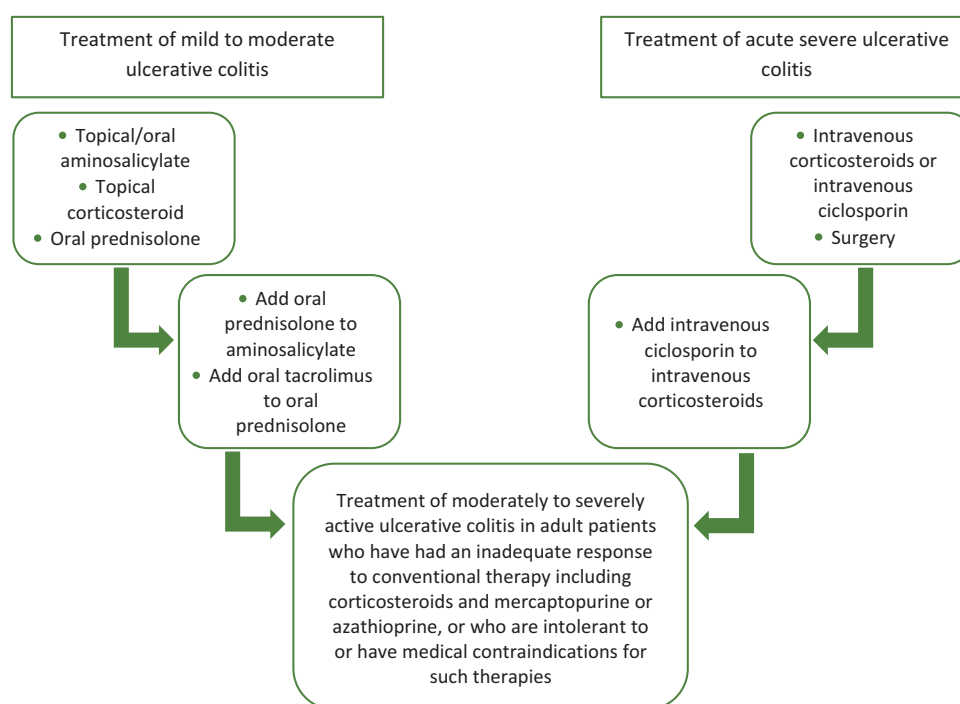 Treatment of mild to moderate
ulcerative colitis
Treatment of acute severe ulcerative
colitis
• Topical/oral
aminosalicylate
• Topical
corticosteroid
• Oral prednisolone
• Intravenous
corticosteroids or
intravenous
ciclosporin
• Surgery
• Add oral
prednisolone to
aminosalicylate
• Add oral tacrolimus
to oral
prednisolone
• Add intravenous
ciclosporin to
intravenous
corticosteroids
Treatment of moderately to severely
active ulcerative colitis in adult patients
who have had an inadequate response
to conventional therapy including
corticosteroids and mercaptopurine or
azathioprine, or who are intolerant to
or have medical contraindications for
such therapies